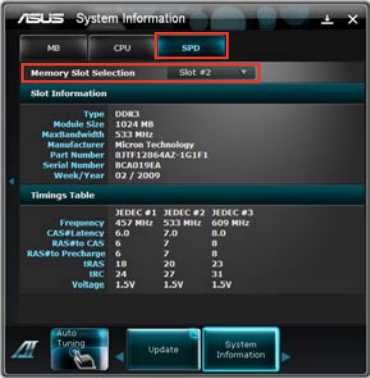 ASUS System Information
MB CPU SPD
Memory Slot Selection Slot #2
Slot Information
Type DDR3
Module Size 1024 MB
MaxBandwidth 533 MHz
Manufacturer Micron Technology
Part Number 8JTF12864AZ-1G1F1
Serial Number BCA019EA
Week/Year 02 / 2009
Timings Table
JEDEC #1 JEDEC #2 JEDEC #3
Frequency 457 MHz 533 MHz 609 MHz
CAS#Latency 6.0 7.0 8.0
RAS#to CAS 6 7 8
RAS#to Precharge 6 7 8
tRAS 18 20 23
tRC 24 27 31
Voltage 1.5V 1.5V 1.5V
Auto
Tuning
Update
System
Information